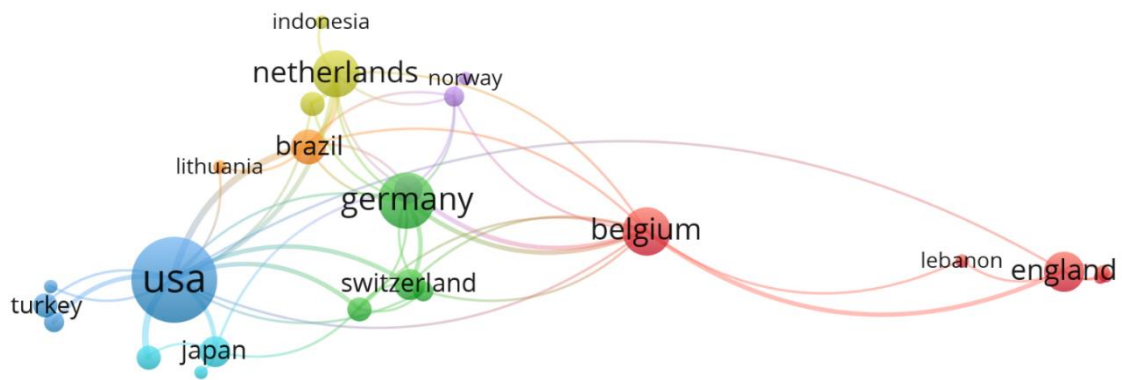 indonesia
netherlands
norway
brazil
lithuania
germany
belgium
lebanon
england
usa
switzerland
turkey
japan